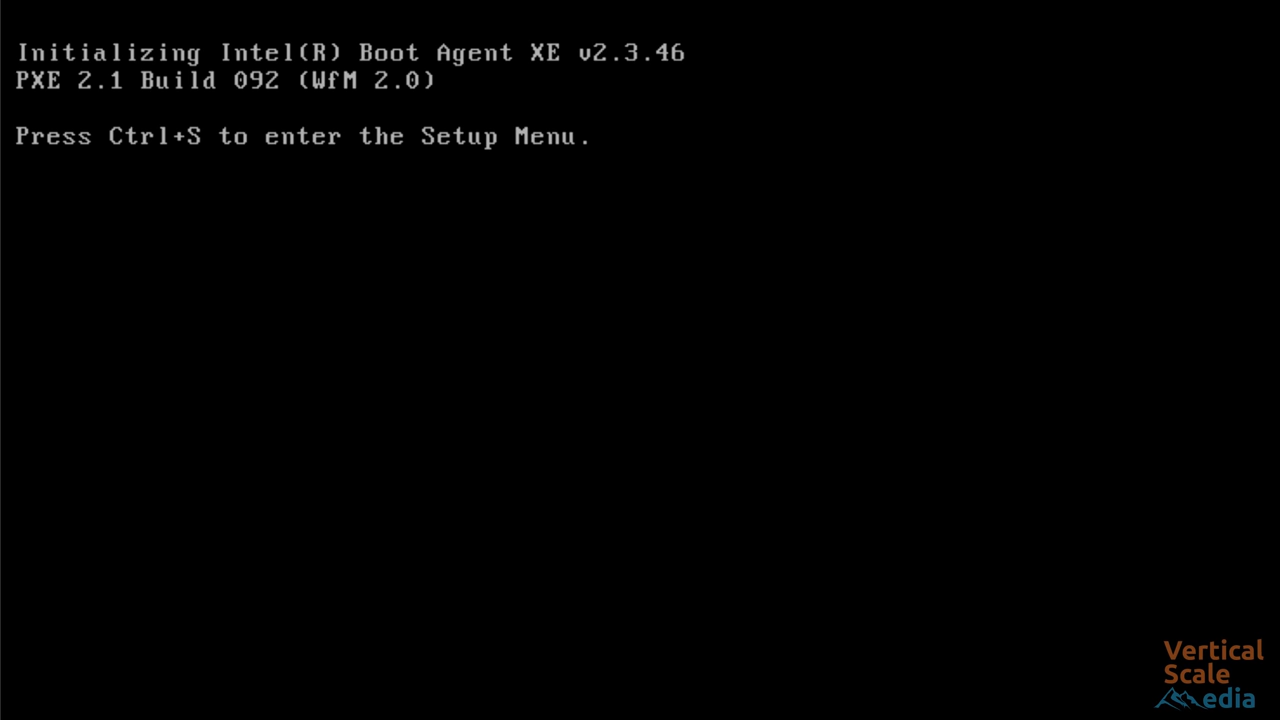 Initializing Intel(R) Boot Agent XE v2.3.46
PXE 2.1 Build 092 (WfM 2.0)
Press Ctrl+S to enter the Setup Menu.
Vertical
Scale
Media